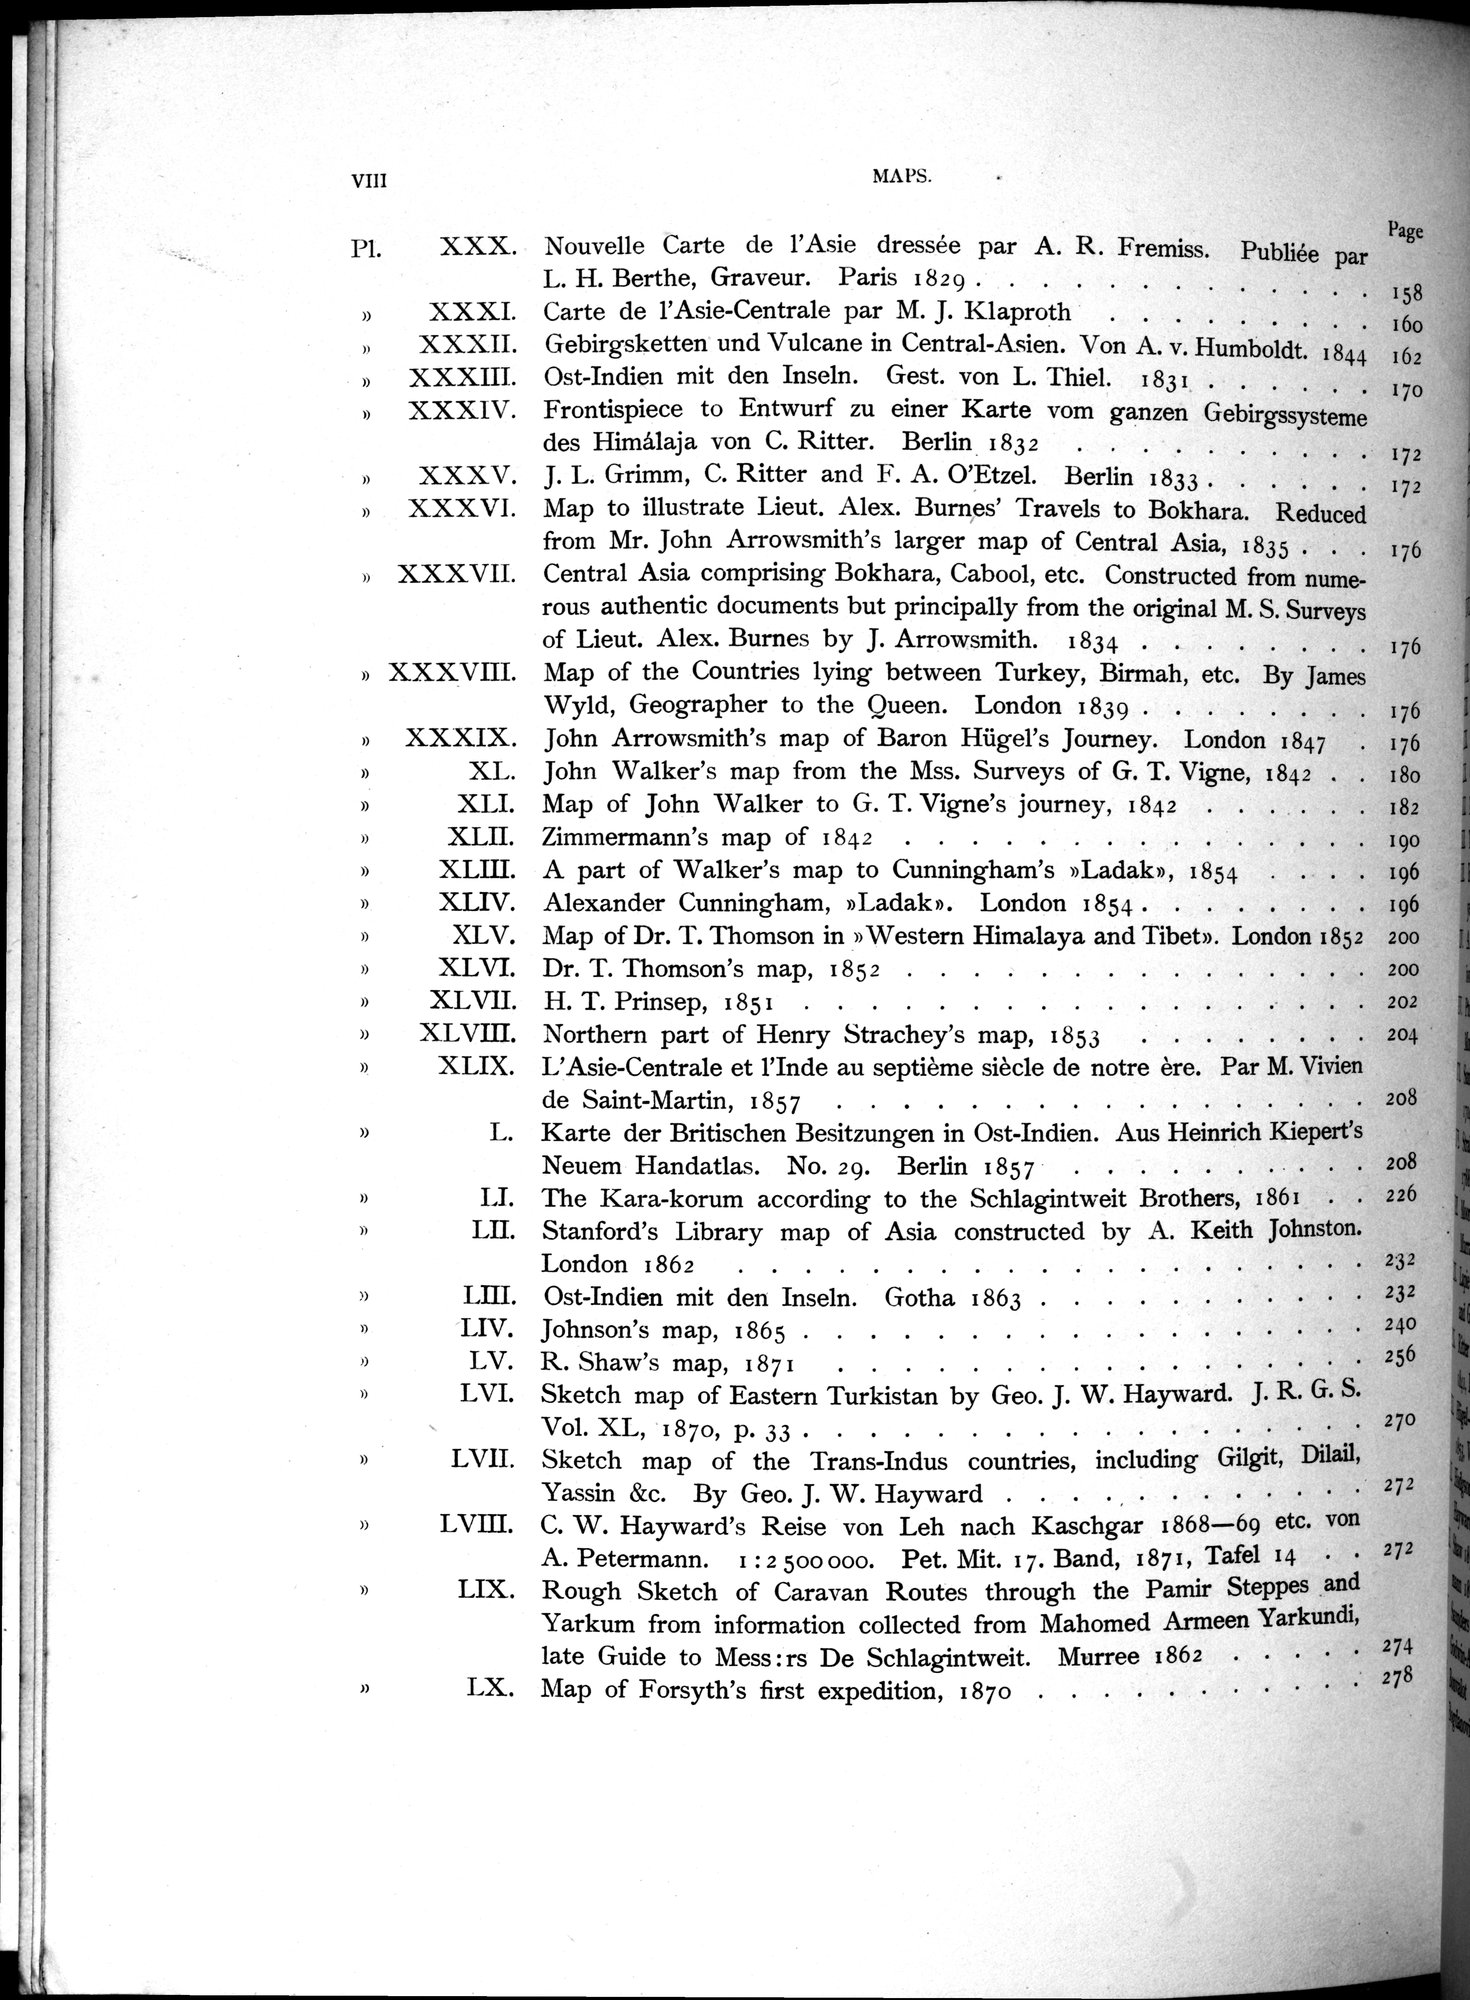 VIII MAPS.
Page
Pl. XXX. Nouvelle Carte de l'Asie dressée par A. R. Fremiss. Publiée par
L. H. Berthe, Graveur. Paris 1829 . . . . . . . . . . . . . 158
» XXXI. Carte de l'Asie-Centrale par M. J. Klaproth . . . . . . . . 160
» XXXII. Gebirgsketten und Vulcane in Central-Asien. Von A. v. Humboldt. 1844 162
» XXXIII. Ost-Indien mit den Inseln. Gest. von L. Thiel. 1831 . . . . . . 170
» XXXIV. Frontispiece to Entwurf zu einer Karte vom ganzen Gebirgssysteme
des Himálaja von C. Ritter. Berlin 1832 . . . . . . . . . 172
» XXXV. J. L. Grimm, C. Ritter and F. A. O'Etzel. Berlin 1833 . . . . . . 172
» XXXVI. Map to illustrate Lieut. Alex. Burnes' Travels to Bokhara. Reduced
from Mr. John Arrowsmith's larger map of Central Asia, 1835 . . . 176
» XXXVII. Central Asia comprising Bokhara, Cabool, etc. Constructed from nume-
rous authentic documents but principally from the original M. S. Surveys
of Lieut. Alex. Burnes by J. Arrowsmith. 1834 . . . . . . . . 176
» XXXVIII. Map of the Countries lying between Turkey, Birmah, etc. By James
Wyld, Geographer to the Queen. London 1839 . . . . . . . . 176
» XXXIX. John Arrowsmith's map of Baron Hügel's Journey. London 1847 . 176
» XL. John Walker's map from the Mss. Surveys of G. T. Vigne, 1842 . . 180
» XLI. Map of John Walker to G. T. Vigne's journey, 1842 . . . . . . 182
» XLII. Zimmermann's map of 1842 . . . . . . . . . . . . . . 190
» XLIII. A part of Walker's map to Cunningham's »Ladak», 1854 . . . . 196
» XLIV. Alexander Cunningham, »Ladak». London 1854 . . . . . . . . 196
» XLV. Map of Dr. T. Thomson in »Western Himalaya and Tibet». London 1852 200
» XLVI. Dr. T. Thomson's map, 1852 . . . . . . . . . . . . . . 200
» XLVII. H. T. Prinsep, 1851 . . . . . . . . . . . . . . . . . 202
» XLVIII. Northern part of Henry Strachey's map, 1853 . . . . . . . 204
» XLIX. L'Asie-Centrale et l'Inde au septième siècle de notre ère. Par M. Vivien
de Saint-Martin, 1857 . . . . . . . . . . . . . . . . 208
» L. Karte der Britischen Besitzungen in Ost-Indien. Aus Heinrich Kiepert's
Neuem Handatlas. No. 29. Berlin 1857 . . . . . . . . . 208
» LI. The Kara-korum according to the Schlagintweit Brothers, 1861 . . 226
» LII. Stanford's Library map of Asia constructed by A. Keith Johnston.
London 1862 . . . . . . . . . . . . . . . . . . . 232
» LIII. Ost-Indien mit den Inseln. Gotha 1863 . . . . . . . . . . 232
» LIV. Johnson's map, 1865 . . . . . . . . . . . . . . . . . 240
» LV. R. Shaw's map, 1871 . . . . . . . . . . . . . . . . 256
» LVI. Sketch map of Eastern Turkistan by Geo. J. W. Hayward. J. R. G. S.
Vol. XL, 1870, p. 33 . . . . . . . . . . . . . . . . . 270
» LVII. Sketch map of the Trans-Indus countries, including Gilgit, Dilail,
Yassin &c. By Geo. J. W. Hayward . . . . . . . . . . . 272
» LVIII. C. W. Hayward's Reise von Leh nach Kaschgar 1868—69 etc. von
A. Petermann. 1 : 2 500 000. Pet. Mit. 17. Band, 1871, Tafel 14 . . 272
» LIX. Rough Sketch of Caravan Routes through the Pamir Steppes and
Yarkum from information collected from Mahomed Armeen Yarkundi,
late Guide to Mess:rs De Schlagintweit. Murree 1862 . . . . . 274
» LX. Map of Forsyth's first expedition, 1870 . . . . . . . . . . 278